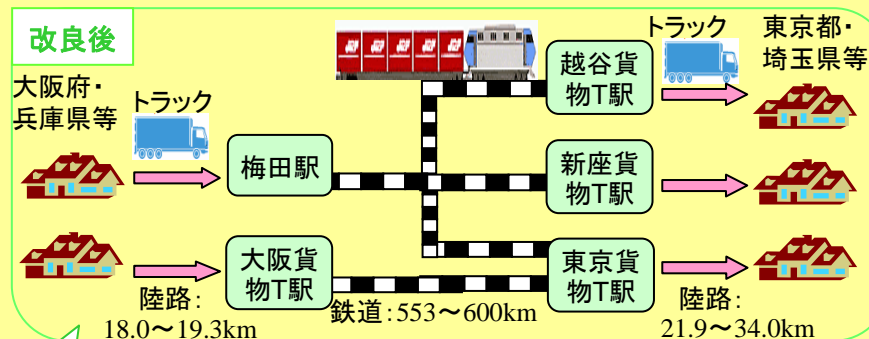 改良後
大阪府・
兵庫県等
トラック
梅田駅
大阪貨
物T駅
陸路:
18.0~19.3km
鉄道:553~600km
越谷貨
物T駅
新座貨
物T駅
東京貨
物T駅
トラック
東京都・
埼玉県等
陸路:
21.9~34.0km